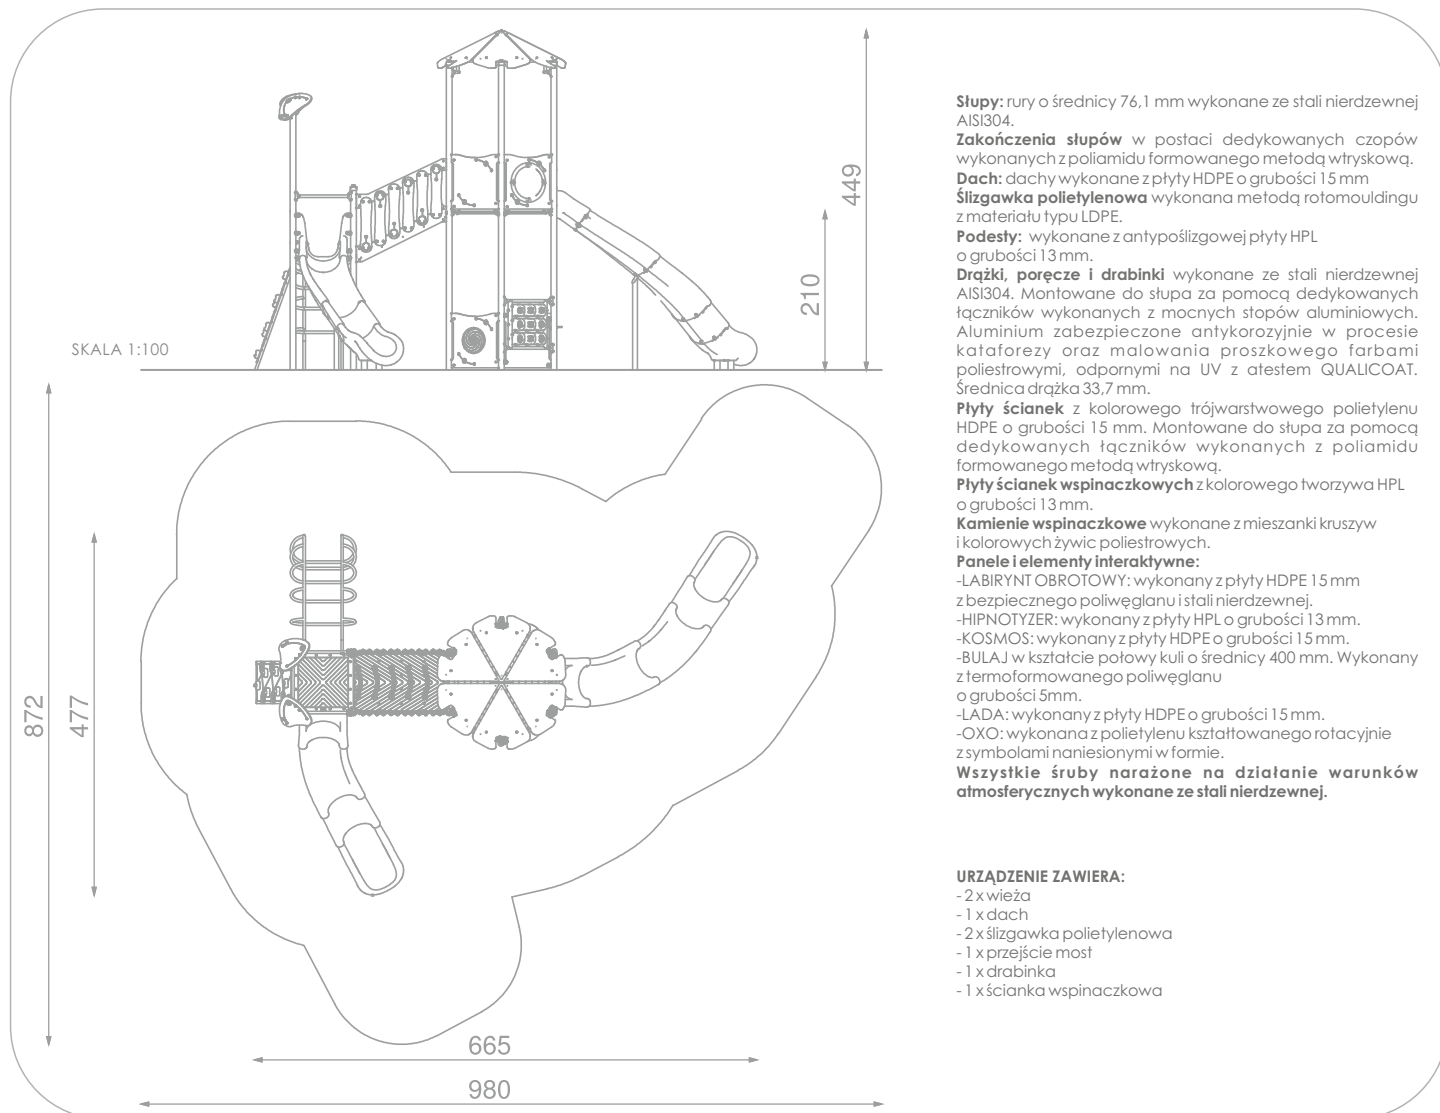 449
210
SKALA 1:100
872
477
665
980
Słupy: rury o średnicy 76,1 mm wykonane ze stali nierdzewnej
AISI304.
Zakończenia słupów w postaci dedykowanych czopów
wykonanych z poliamidu formowanego metodą wtryskową.
Dach: dachy wykonane z płyty HDPE o grubości 15 mm
Ślizgawka polietylenowa wykonana metodą rotomouldingu
z materiału typu LDPE.
Podesty: wykonane z antypoślizgowej płyty HPL
o grubości 13 mm.
Drążki, poręcze i drabinki wykonane ze stali nierdzewnej
AISI304. Montowane do słupa za pomocą dedykowanych
łączników wykonanych z mocnych stopów aluminiowych.
Aluminium zabezpieczone antykorozyjnie w procesie
kataforezy oraz malowania proszkowego farbami
poliestrowymi, odpornymi na UV z atestem QUALICOAT.
Średnica drążka 33,7 mm.
Płyty ścianek z kolorowego trójwarstwowego polietylenu
HDPE o grubości 15 mm. Montowane do słupa za pomocą
dedykowanych łączników wykonanych z poliamidu
formowanego metodą wtryskową.
Płyty ścianek wspinaczkowych z kolorowego tworzywa HPL
o grubości 13 mm.
Kamienie wspinaczkowe wykonane z mieszanki kruszyw
i kolorowych żywic poliestrowych.
Panele i elementy interaktywne:
-LABIRYNT OBROTOWY: wykonany z płyty HDPE 15 mm
z bezpiecznego poliwęglanu i stali nierdzewnej.
-HIPNOTYZER: wykonany z płyty HPL o grubości 13 mm.
-KOSMOS: wykonany z płyty HDPE o grubości 15 mm.
-BULAJ w kształcie połowy kuli o średnicy 400 mm. Wykonany
z termoformowanego poliwęglanu
o grubości 5mm.
-LADA: wykonany z płyty HDPE o grubości 15 mm.
-OXO: wykonana z polietylenu kształtowanego rotacyjnie
z symbolami naniesionymi w formie.
Wszystkie śruby narażone na działanie warunków
atmosferycznych wykonane ze stali nierdzewnej.
URZĄDZENIE ZAWIERA:
- 2 x wieża
- 1 x dach
- 2 x ślizgawka polietylenowa
- 1 x przejście most
- 1 x drabinka
- 1 x ścianka wspinaczkowa